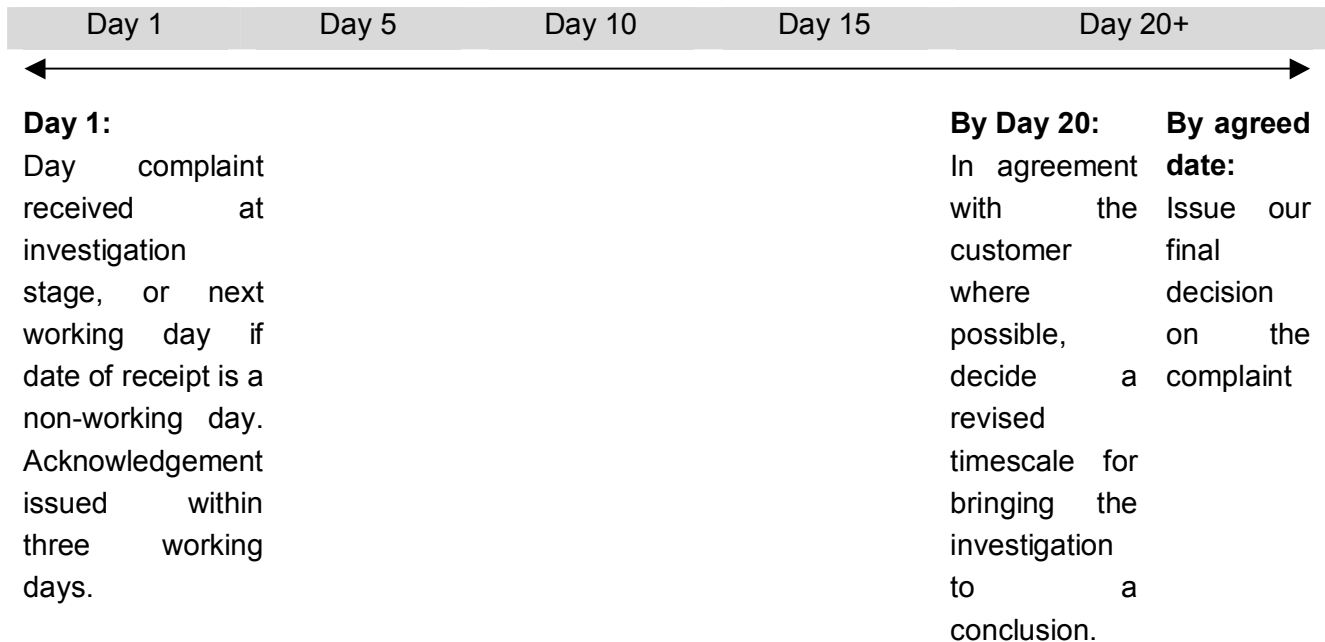 Day 1 Day 5 Day 10 Day 15 Day 20+
Day 1:
Day complaint
received at
investigation
stage, or next
working day if
date of receipt is a
non-working day.
Acknowledgement
issued within
three working
days.
By Day 20:
In agreement
with the
customer
where
possible,
decide a
revised
timescale for
bringing the
investigation
to a
conclusion.
By agreed
date:
Issue our
final
decision
on the
complaint